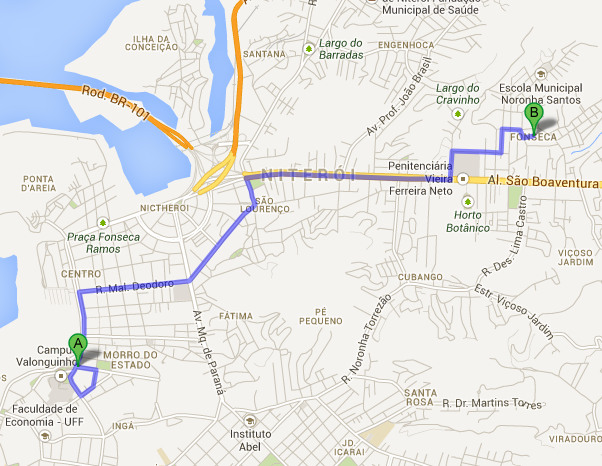 de Niterói Fundação
Municipal de Saúde
ILHA DA
CONCEIÇÃO
SANTANA
Largo do
Barradas
ENGENHOCA
Av. Prof. João Brasil
Largo do
Cravinho
Escola Municipal
Noronha Santos
B
FONSECA
Rod. BR-101
PONTA
D'AREIA
NICTHEROI
NITERÓI
SÃO
LOURENÇO
Penitenciária
Vieira
Ferreira Neto
Al. São Boaventura
Horto
Botânico
Praça Fonseca
Ramos
R. Des. Lima Castro
VIÇOSO
JARDIM
CENTRO
R. Mal. Deodoro
CUBANGO
Estr. Viçoso Jardim
FÁTIMA
PÉ
PEQUENO
Av. Mq. de Paraná
R. Noronha Torrezão
A
Campus
Valonguinho
MORRO DO
ESTADO
Faculdade de
Economia - UFF
INGÁ
Instituto
Abel
SANTA
ROSA
R. Dr. Martins Torres
JD.
ICARAI
VIRADOURO